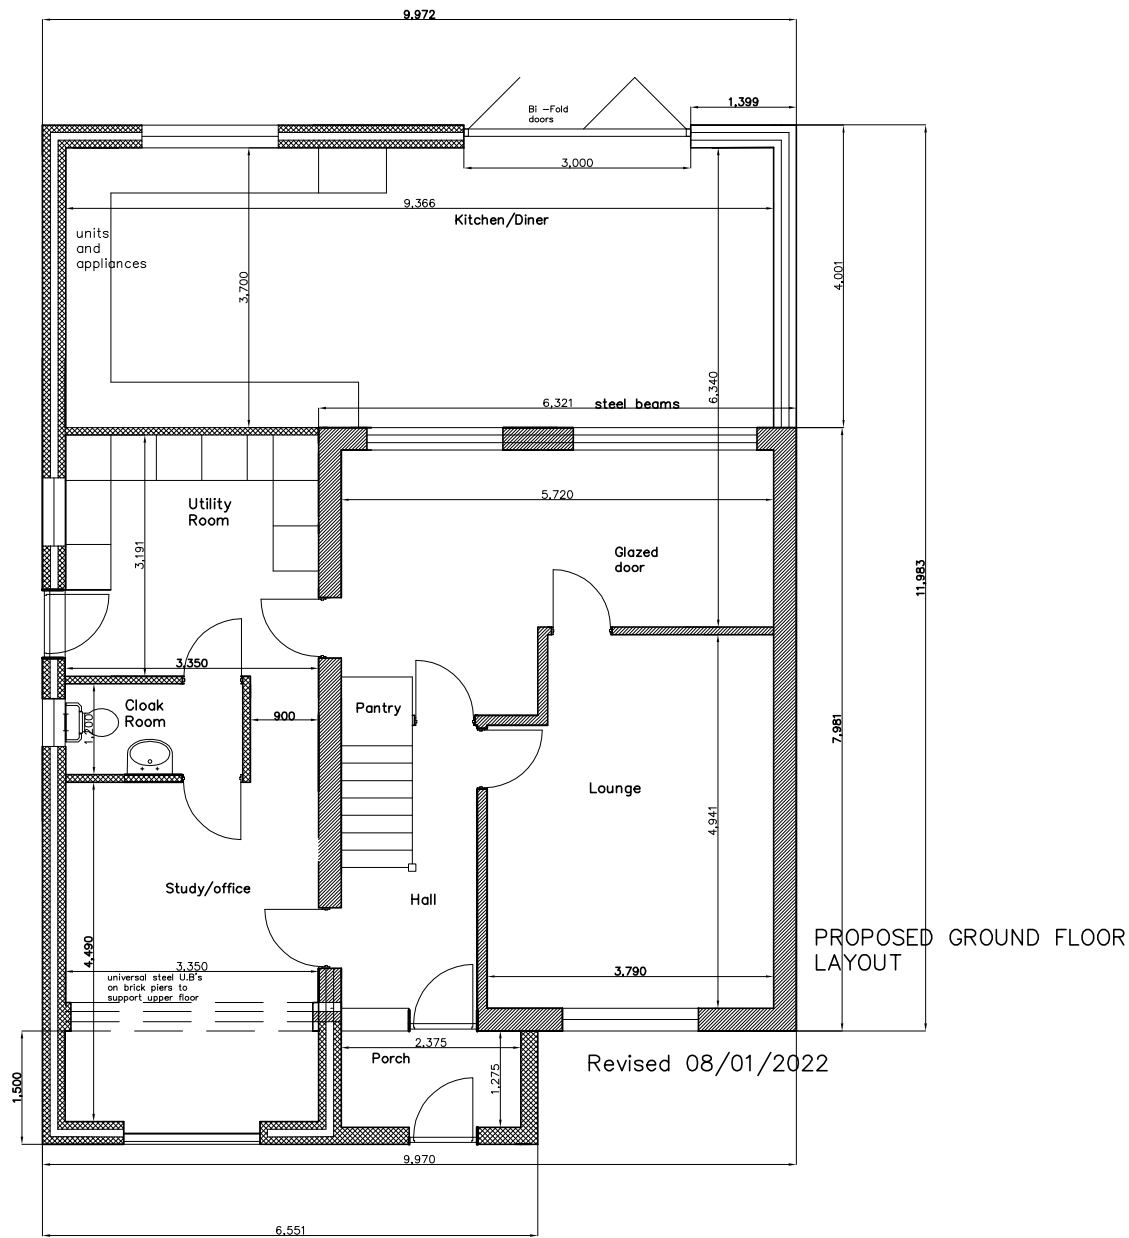 9.972
1.399
Bi -Fold
doors
3.000
9.366
Kitchen/Diner
units
and
appliances
3.700
4.001
6.340
6.321
steel beams
5.720
Utility
Room
3.191
Glazed
door
11.983
3.350
Cloak
Room
1.200
900
Pantry
7.981
Lounge
4.941
Study/office
Hall
4.490
PROPOSED GROUND FLOOR
LAYOUT
3.350
3.790
universal steel U.B's
on brick piers to
support upper floor
2.375
Porch
1.275
1.500
Revised 08/01/2022
9.970
6.551